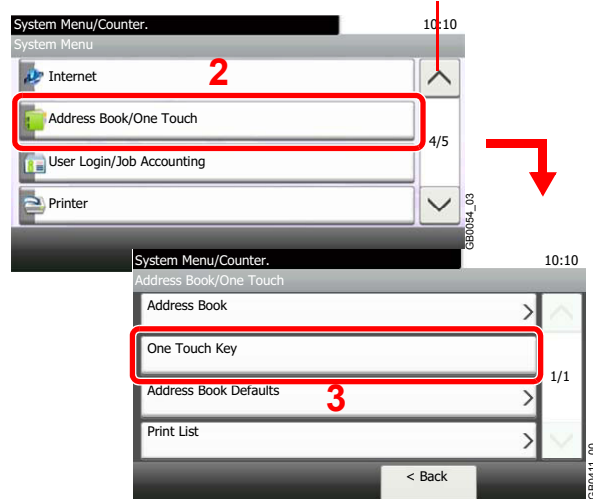 System Menu/Counter.
10:10
System Menu
Internet
2
Address Book/One Touch
4/5
User Login/Job Accounting
Printer
GB0054_03
System Menu/Counter.
10:10
Address Book/One Touch
Address Book
One Touch Key
1/1
Address Book Defaults
3
Print List
< Back
GB0411_00